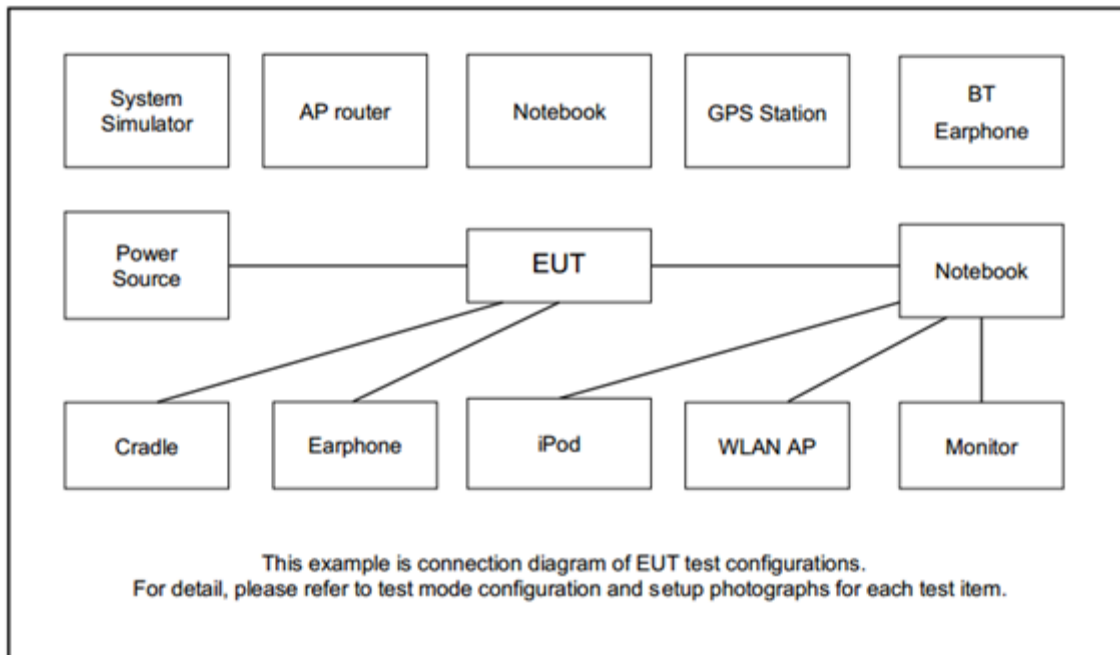 System
Simulator
AP router
Notebook
GPS Station
BT
Earphone
Power
Source
EUT
Notebook
Cradle
Earphone
iPod
WLAN AP
Monitor
This example is connection diagram of EUT test configurations.
For detail, please refer to test mode configuration and setup photographs for each test item.